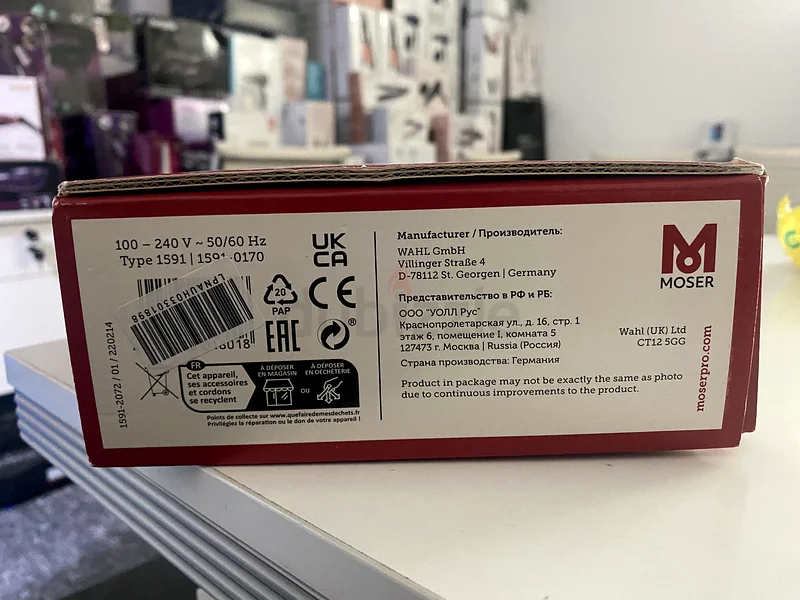 100 – 240 V ~ 50/60 Hz
Type 1591 | 1591-0170
UK
CA
20
PAP
CE
EAC
®
LPNAUH03301898
6018
1591-2072 / 01 / 220214
FR
Cet appareil,
ses accessoires
et cordons
se recyclent
À DÉPOSER
EN MAGASIN
OU
À DÉPOSER
EN DÉCHÈTERIE
Points de collecte sur www.quefairedemesdechets.fr
Privilégiez la réparation ou le don de votre appareil !
Manufacturer / Производитель:
WAHL GmbH
Villinger Straße 4
D-78112 St. Georgen | Germany
Представительство в РФ и РБ:
ООО "УОЛЛ Рус"
Краснопролетарская ул., д. 16, стр. 1
этаж 6, помещение I, комната 5
127473 г. Москва | Russia (Россия)
Страна производства: Германия
Product in package may not be exactly the same as photo
due to continuous improvements to the product.
MOSER
Wahl (UK) Ltd
CT12 5GG
moserpro.com
dubizzle